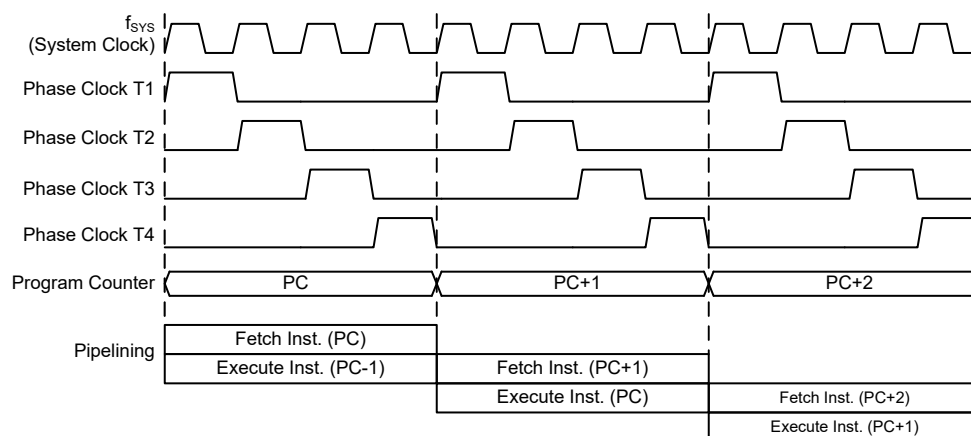 fSYS
(System Clock)
Phase Clock T1
Phase Clock T2
Phase Clock T3
Phase Clock T4
Program Counter PC PC+1 PC+2
Pipelining
Fetch Inst. (PC)
Execute Inst. (PC-1) Fetch Inst. (PC+1)
Execute Inst. (PC) Fetch Inst. (PC+2)
Execute Inst. (PC+1)